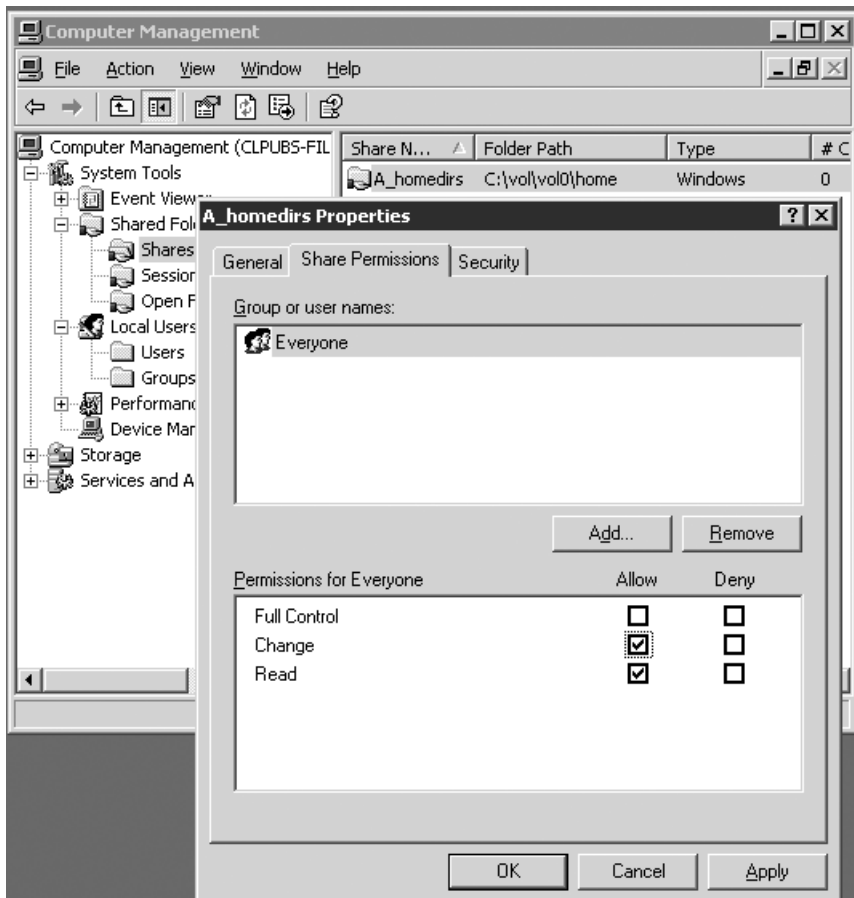 Computer Management
File Action View Window Help
Computer Management (CLPUBS-FIL
System Tools
Event Viewer
Shared Fol
Shares
Session
Open F
Local Users
Users
Groups
Performanc
Device Mar
Storage
Services and A
Share N... Folder Path Type # C
A_homedirs C:\vol\vol0\home Windows 0
A_homedirs Properties
General Share Permissions Security
Group or user names:
Everyone
Add... Remove
Permissions for Everyone Allow Deny
Full Control
Change
Read
OK Cancel Apply